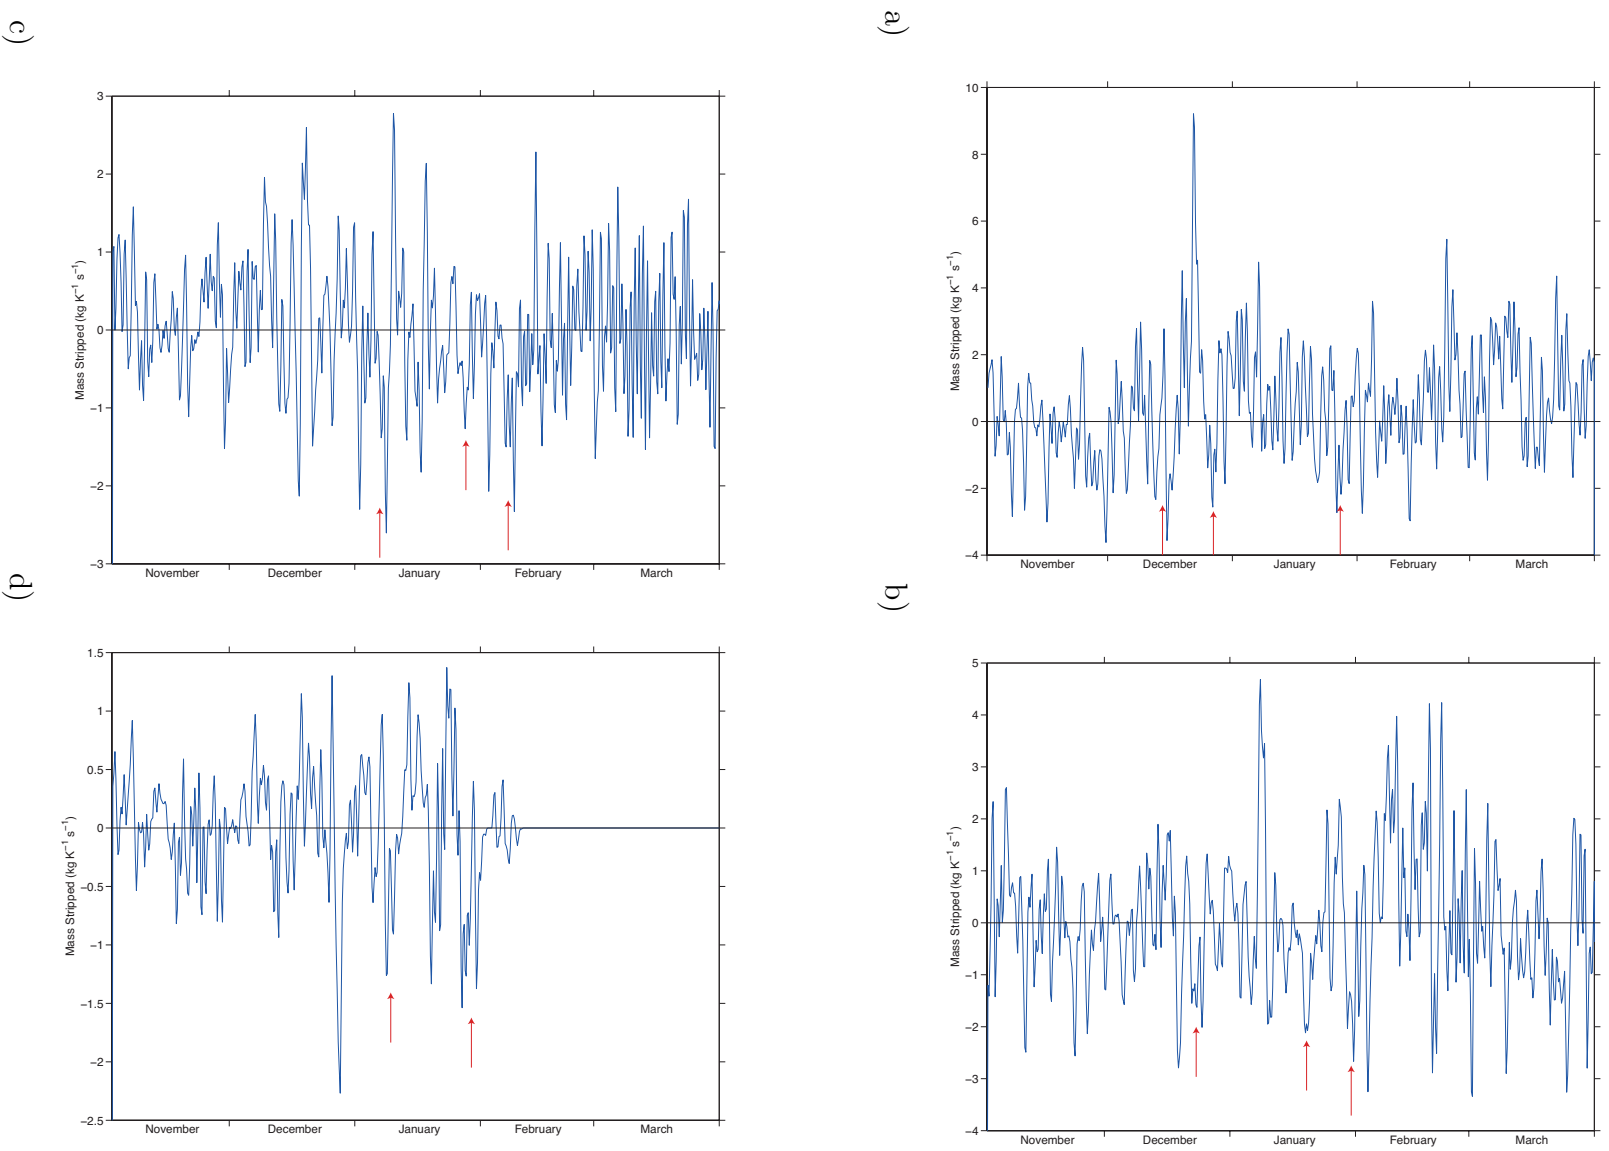 a)
10
8
6
4
2
0
−2
−4
Mass Stripped (kg K⁻¹ s⁻¹)
November December January February March
b)
5
4
3
2
1
0
−1
−2
−3
−4
Mass Stripped (kg K⁻¹ s⁻¹)
November December January February March
c)
3
2
1
0
−1
−2
−3
Mass Stripped (kg K⁻¹ s⁻¹)
November December January February March
d)
1.5
1
0.5
0
−0.5
−1
−1.5
−2
−2.5
Mass Stripped (kg K⁻¹ s⁻¹)
November December January February March